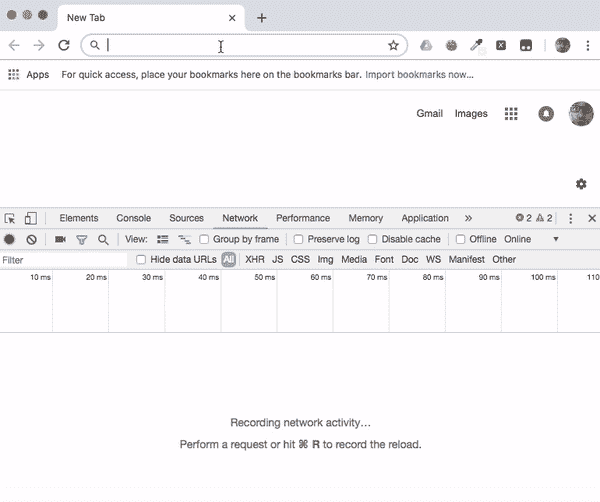 New Tab
Apps For quick access, place your bookmarks here on the bookmarks bar. Import bookmarks now...
Gmail Images
Elements Console Sources Network Performance Memory Application » 2 2
View: Group by frame Preserve log Disable cache Offline Online
Filter Hide data URLs All XHR JS CSS Img Media Font Doc WS Manifest Other
10 ms 20 ms 30 ms 40 ms 50 ms 60 ms 70 ms 80 ms 90 ms 100 ms 110
Recording network activity…
Perform a request or hit ⌘ R to record the reload.